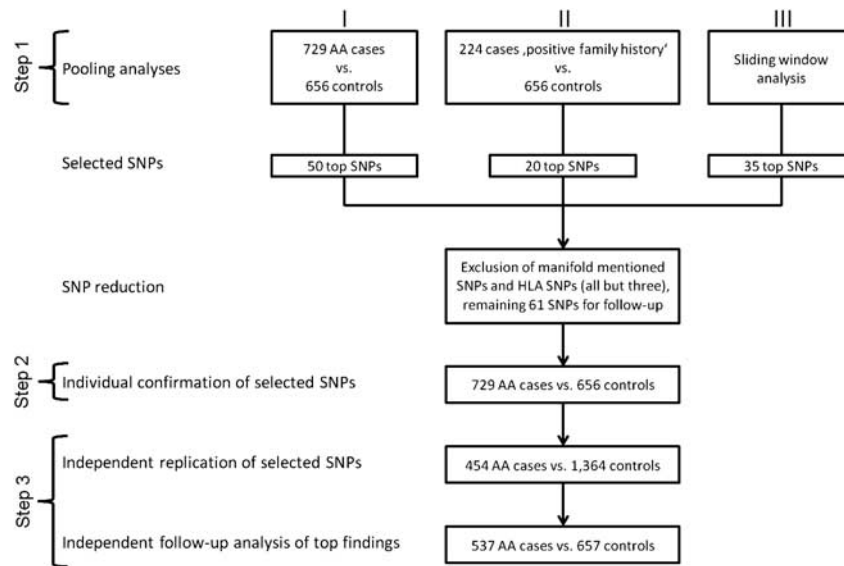 I
II
III
Step 1
Pooling analyses
729 AA cases
vs.
656 controls
224 cases ‚positive family history‘
vs.
656 controls
Sliding window
analysis
Selected SNPs
50 top SNPs
20 top SNPs
35 top SNPs
SNP reduction
Exclusion of manifold mentioned
SNPs and HLA SNPs (all but three),
remaining 61 SNPs for follow-up
Step 2
Individual confirmation of selected SNPs
729 AA cases vs. 656 controls
Step 3
Independent replication of selected SNPs
454 AA cases vs. 1,364 controls
Independent follow-up analysis of top findings
537 AA cases vs. 657 controls